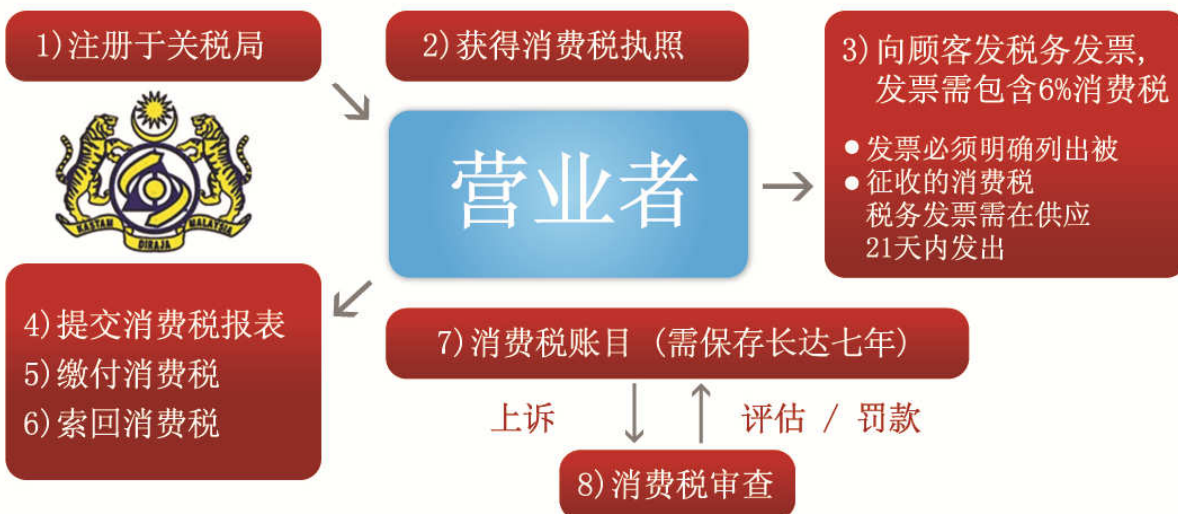 1)注册于关税局
2)获得消费税执照
3)向顾客发税务发票,
发票需包含6%消费税
● 发票必须明确列出被
● 征收的消费税
税务发票需在供应
21天内发出
营业者
KASTAM
DIRAJA
MALAYSIA
4)提交消费税报表
5)缴付消费税
6)索回消费税
7)消费税账目 (需保存长达七年)
上诉
评估 / 罚款
8)消费税审查